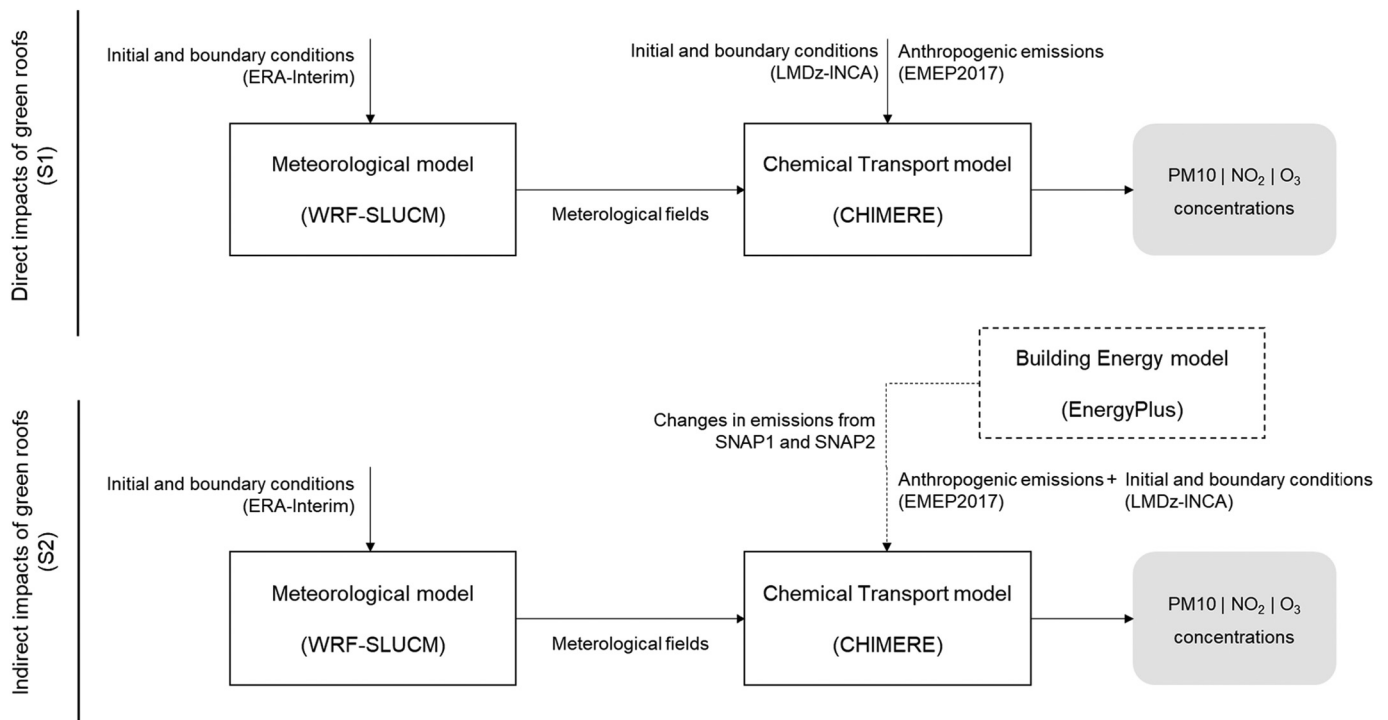 Direct impacts of green roofs
(S1)
Initial and boundary conditions
(ERA-Interim)
Initial and boundary conditions
(LMDz-INCA)
Anthropogenic emissions
(EMEP2017)
Meteorological model
(WRF-SLUCM)
Meterological fields
Chemical Transport model
(CHIMERE)
PM10 | NO₂ | O₃
concentrations
Indirect impacts of green roofs
(S2)
Building Energy model
(EnergyPlus)
Changes in emissions from
SNAP1 and SNAP2
Initial and boundary conditions
(ERA-Interim)
Anthropogenic emissions + Initial and boundary conditions
(EMEP2017) (LMDz-INCA)
Meteorological model
(WRF-SLUCM)
Meterological fields
Chemical Transport model
(CHIMERE)
PM10 | NO₂ | O₃
concentrations